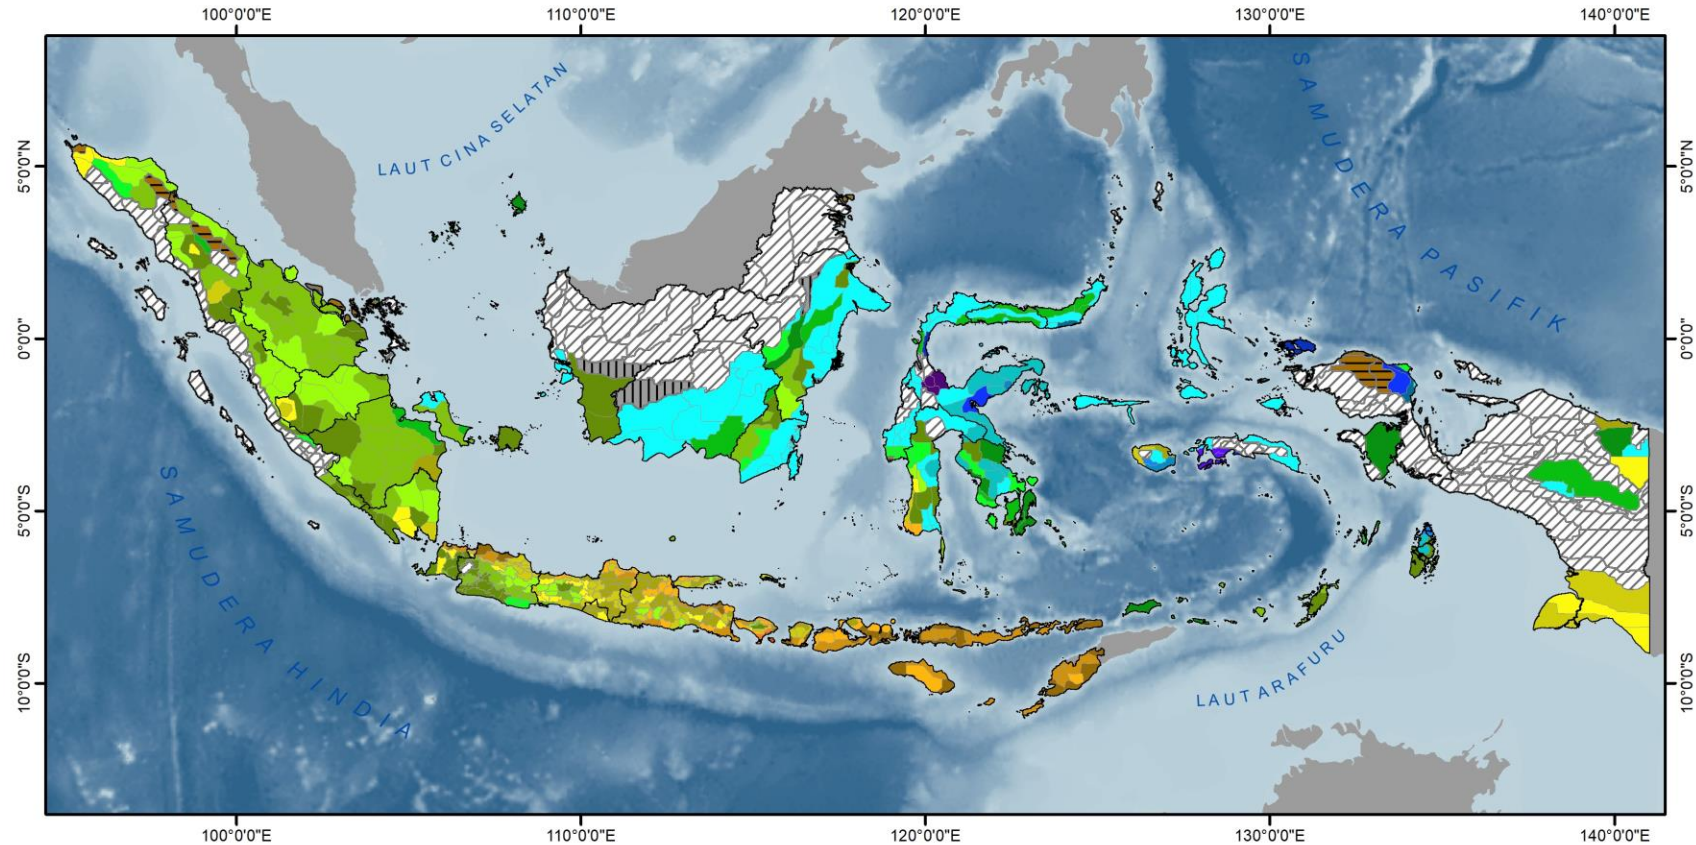 100°0'0"E 110°0'0"E 120°0'0"E 130°0'0"E 140°0'0"E
5°0'0"N 5°0'0"N
LAUT CINA SELATAN
SAMUDERA PASIFIK
0°0'0" 0°0'0"
5°0'0"S 5°0'0"S
SAMUDERA HINDIA
LAUT ARAFURU
10°0'0"S 10°0'0"S
100°0'0"E 110°0'0"E 120°0'0"E 130°0'0"E 140°0'0"E